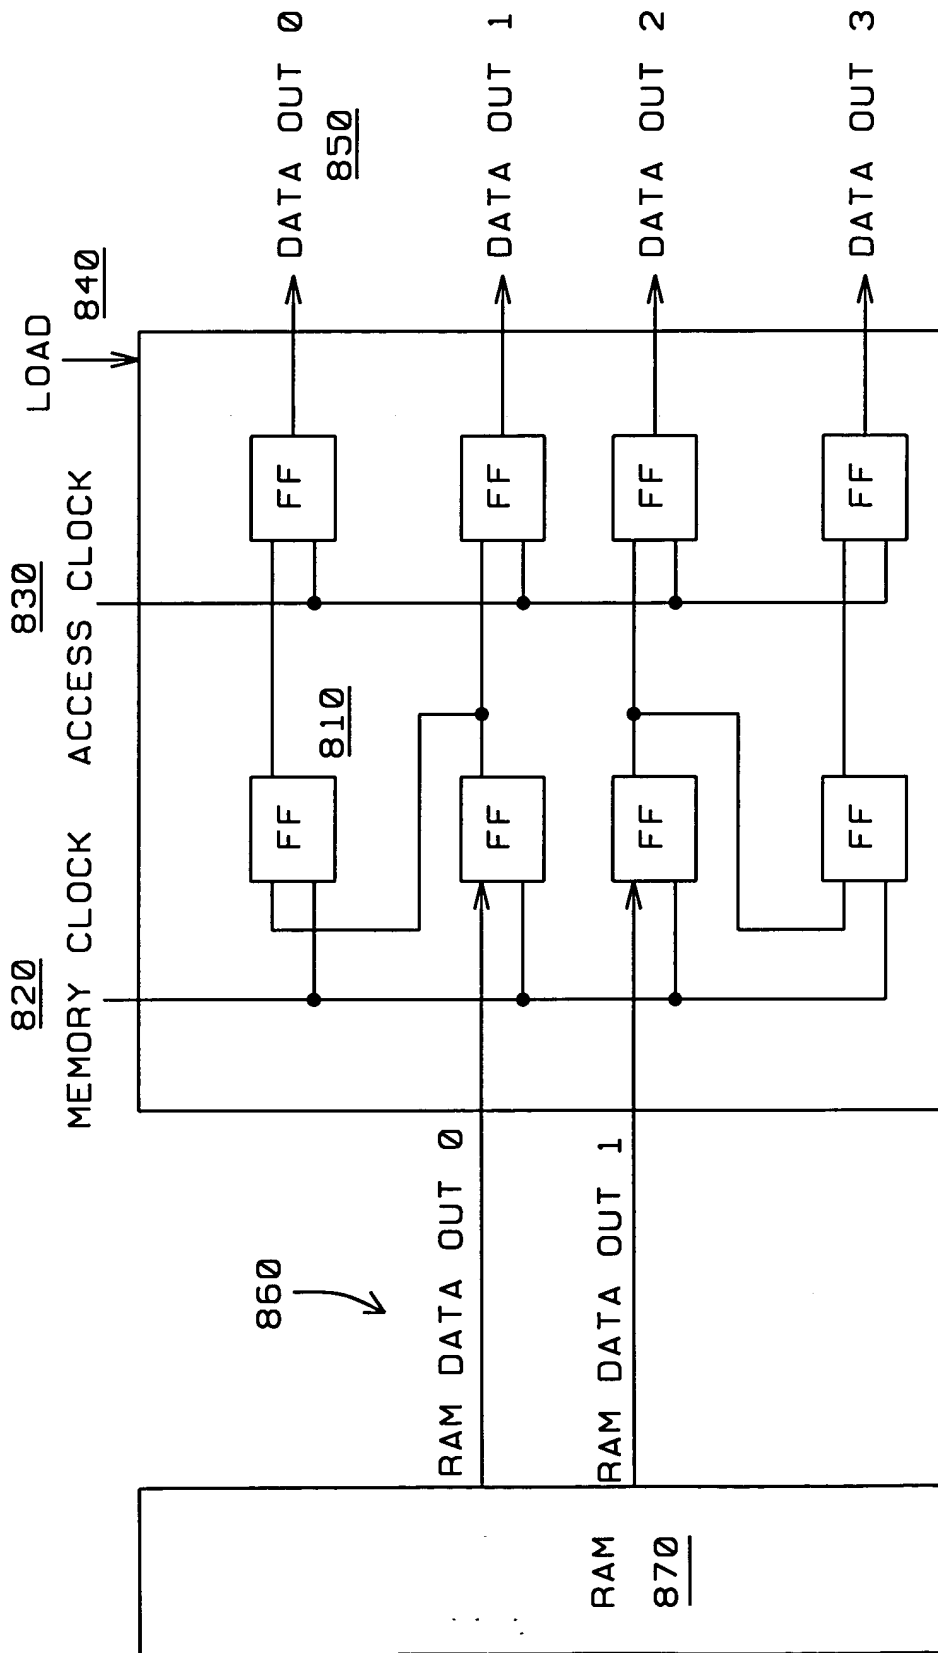 LOAD
840
830
ACCESS CLOCK
820
MEMORY CLOCK
FF
FF
DATA OUT 0
850
810
FF
FF
DATA OUT 1
FF
FF
DATA OUT 2
FF
FF
DATA OUT 3
860
RAM DATA OUT 0
RAM DATA OUT 1
RAM
870